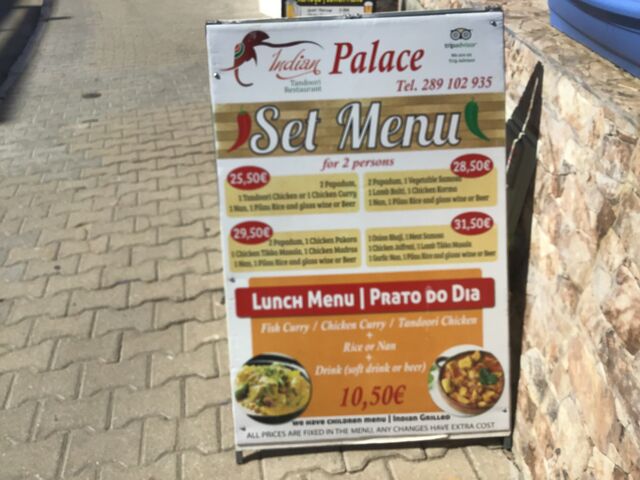 Indian Palace
Tandoori
Restaurant
tripadvisor
Tel. 289 102 935
Set Menu
for 2 persons
25,50€
2 Papadum,
1 Tandoori Chicken or 1 Chicken Curry
1 Nan, 1 Pilau Rice and glass wine or Beer
28,50€
2 Papadum, 1 Vegetable Samosa
1 Lamb Balti, 1 Chicken Korma
1 Nan, 1 Pilau Rice and glass wine or Beer
29,50€
2 Papadum, 1 Chicken Pakora
1 Chicken Tikka Masala, 1 Chicken Madras
1 Nan, 1 Pilau Rice and glass wine or Beer
31,50€
1 Onion Bhaji, 1 Meat Samosa
1 Chicken Jalfrezi, 1 Lamb Tikka Masala
1 Garlic Nan, 1 Pilau Rice and glass wine or Beer
Lunch Menu | Prato do Dia
Fish Curry / Chicken Curry / Tandoori Chicken
+
Rice or Nan
+
Drink (soft drink or beer)
10,50€
We have children menu | Indian Grilled
ALL PRICES ARE FIXED IN THE MENU, ANY CHANGES HAVE EXTRA COST